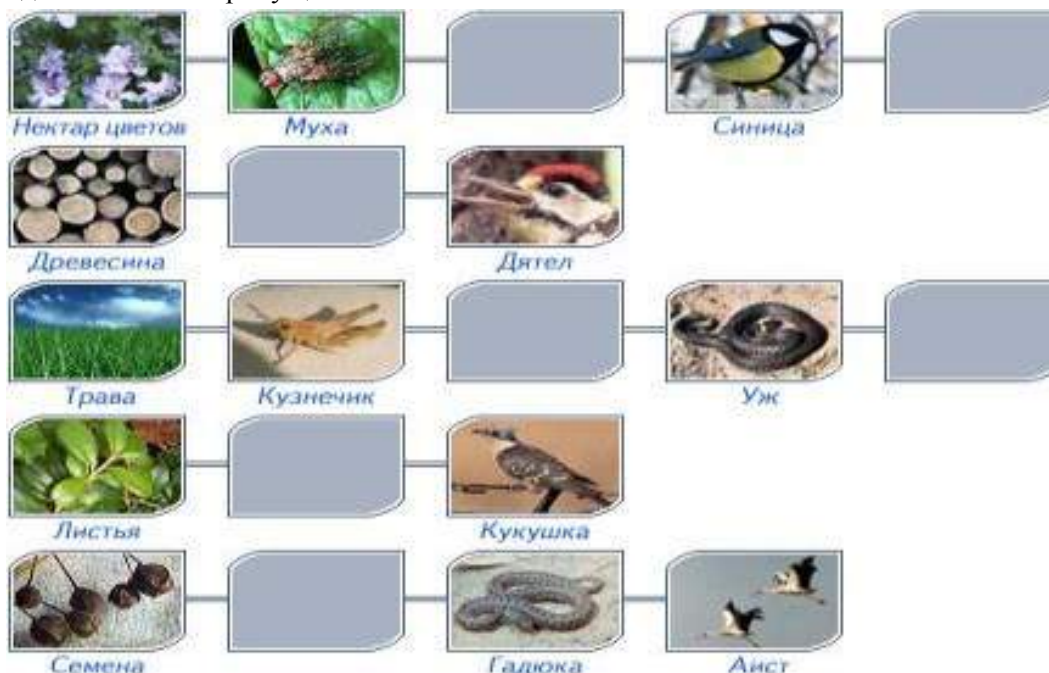 Нектар цветов Муха Синица
Древесина Дятел
Трава Кузнечик Уж
Листья Кукушка
Семена Гадюка Аист